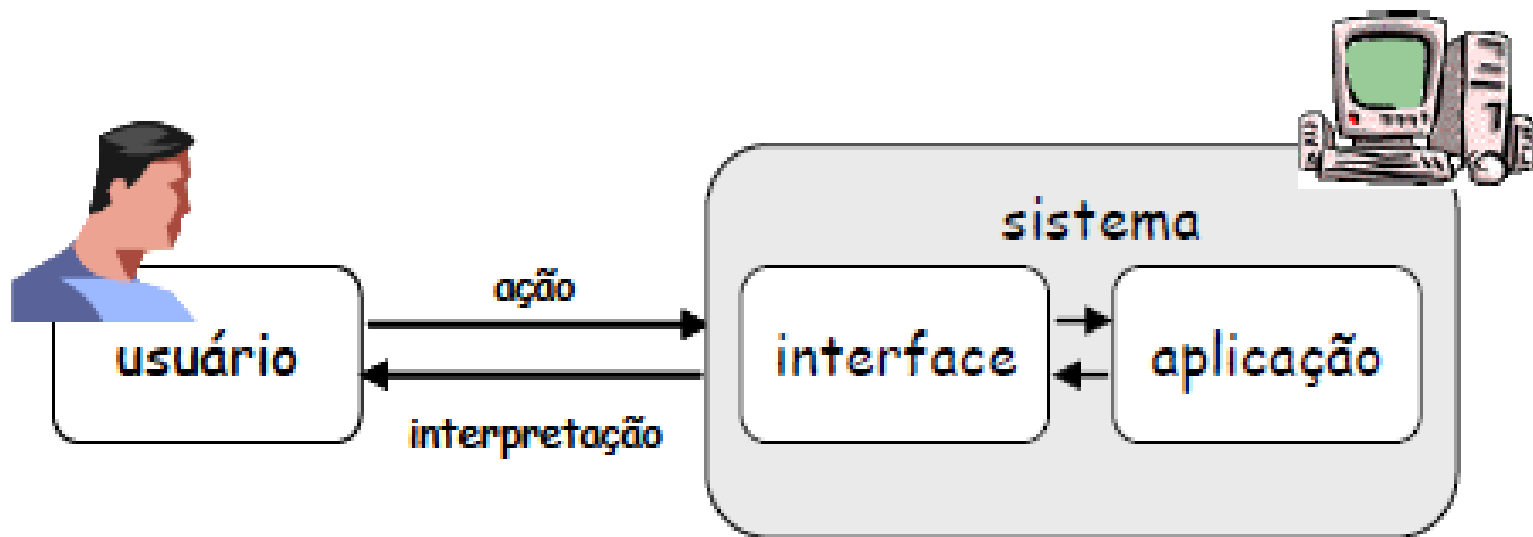 sistema
ação
usuário
interface
aplicação
interpretação